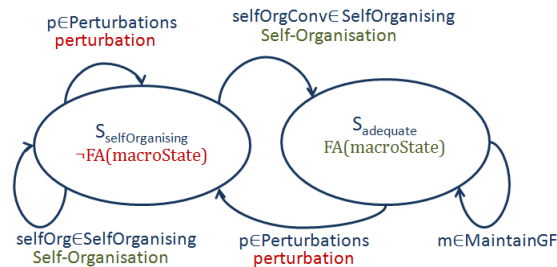 p∈Perturbations
perturbation
selfOrgConv∈SelfOrganising
Self-Organisation
SselfOrganising
¬FA(macroState)
Sadequate
FA(macroState)
selfOrg∈SelfOrganising
Self-Organisation
p∈Perturbations
perturbation
m∈MaintainGF